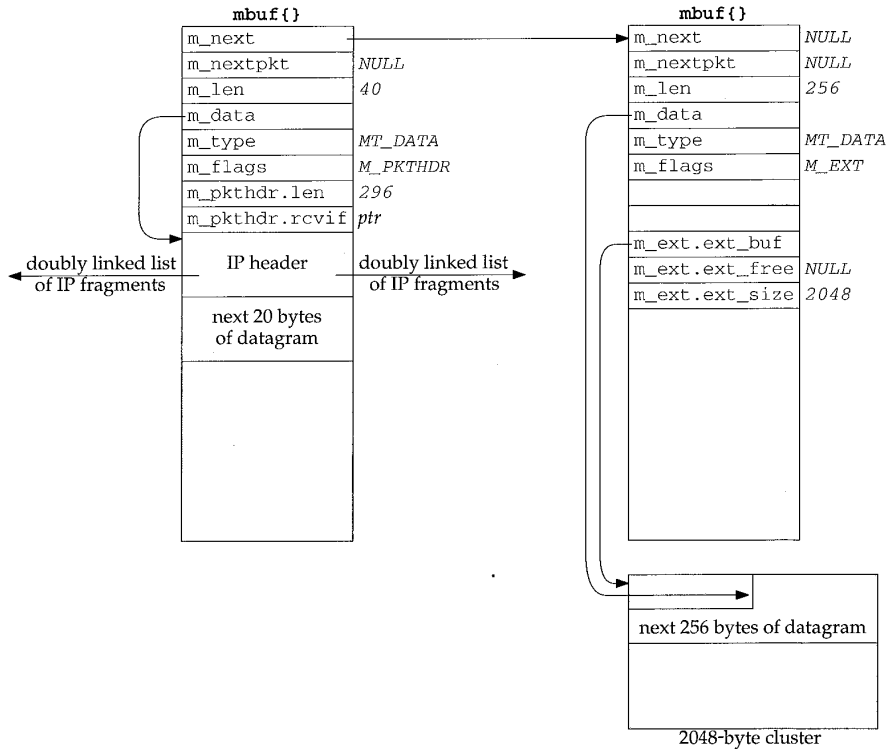 mbuf{}
m_next
m_nextpkt NULL
m_len 40
m_data
m_type MT_DATA
m_flags M_PKTHDR
m_pkthdr.len 296
m_pkthdr.rcvif ptr
doubly linked list
of IP fragments
IP header
doubly linked list
of IP fragments
next 20 bytes
of datagram
mbuf{}
m_next NULL
m_nextpkt NULL
m_len 256
m_data
m_type MT_DATA
m_flags M_EXT
m_ext.ext_buf
m_ext.ext_free NULL
m_ext.ext_size 2048
next 256 bytes of datagram
2048-byte cluster